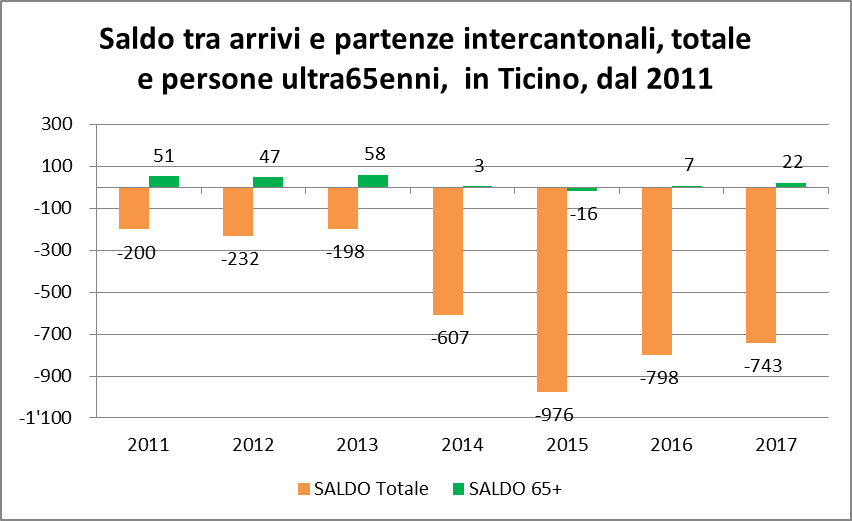 Saldo tra arrivi e partenze intercantonali, totale
e persone ultra65enni,  in Ticino, dal 2011
300
100
-100
-300
-500
-700
-900
-1'100
51 47 58 3 -16 7 22
-200 -232 -198 -607 -976 -798 -743
2011 2012 2013 2014 2015 2016 2017
SALDO Totale SALDO 65+